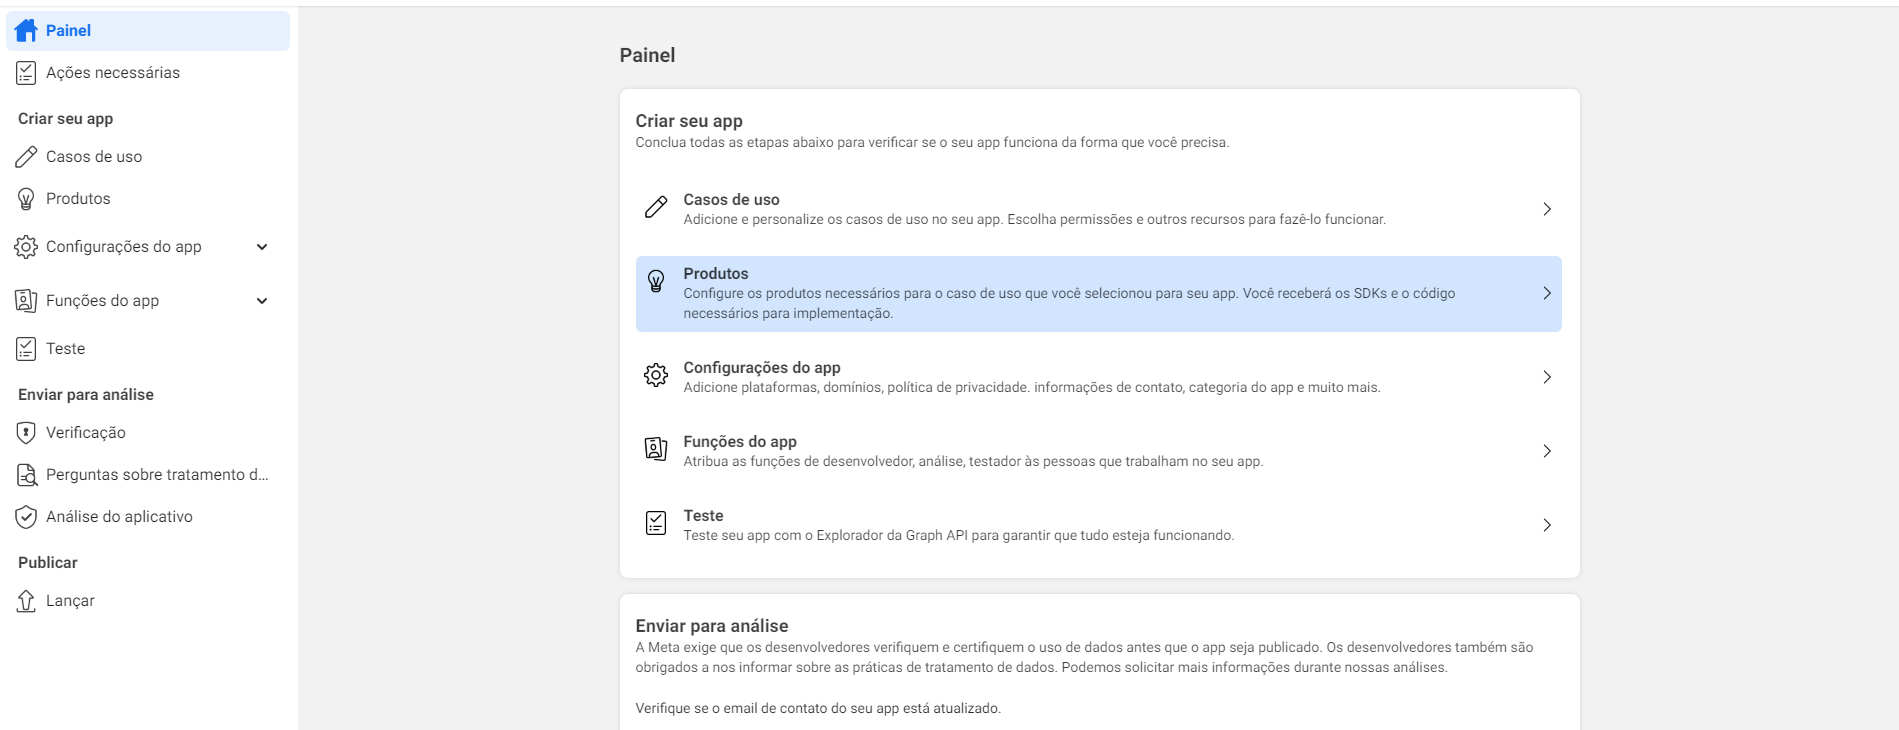 Painel
Ações necessárias
Criar seu app
Casos de uso
Produtos
Configurações do app
Funções do app
Teste
Enviar para análise
Verificação
Perguntas sobre tratamento d...
Análise do aplicativo
Publicar
Lançar
Painel
Criar seu app
Conclua todas as etapas abaixo para verificar se o seu app funciona da forma que você precisa.
Casos de uso
Adicione e personalize os casos de uso no seu app. Escolha permissões e outros recursos para fazê-lo funcionar.
Produtos
Configure os produtos necessários para o caso de uso que você selecionou para seu app. Você receberá os SDKs e o código
necessários para implementação.
Configurações do app
Adicione plataformas, domínios, política de privacidade. informações de contato, categoria do app e muito mais.
Funções do app
Atribua as funções de desenvolvedor, análise, testador às pessoas que trabalham no seu app.
Teste
Teste seu app com o Explorador da Graph API para garantir que tudo esteja funcionando.
Enviar para análise
A Meta exige que os desenvolvedores verifiquem e certifiquem o uso de dados antes que o app seja publicado. Os desenvolvedores também são
obrigados a nos informar sobre as práticas de tratamento de dados. Podemos solicitar mais informações durante nossas análises.
Verifique se o email de contato do seu app está atualizado.